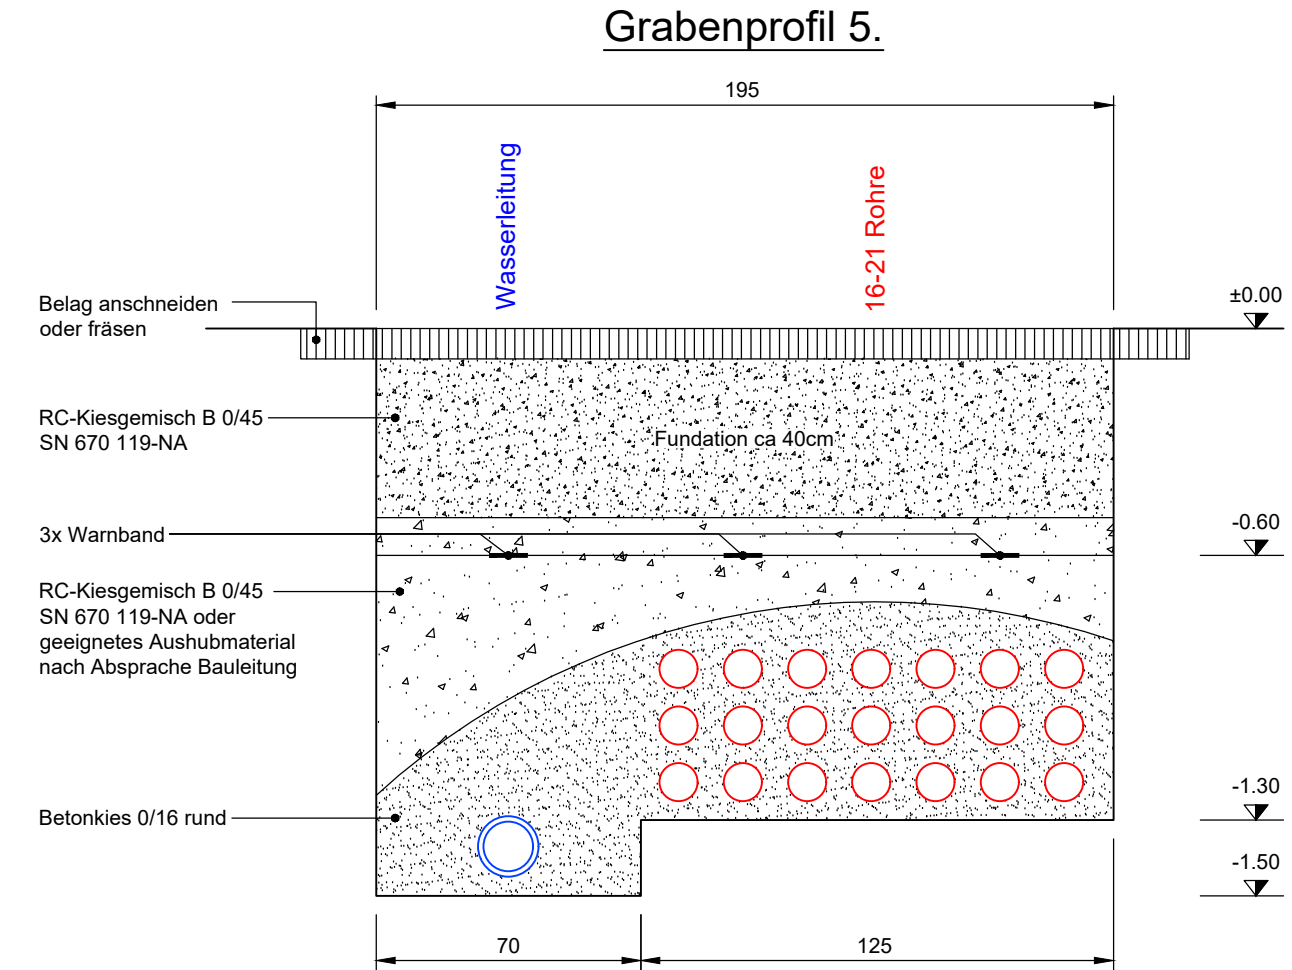 Grabenprofil 5.
195
Wasserleitung
16-21 Rohre
Belag anschneiden
oder fräsen
±0.00
RC-Kiesgemisch B 0/45
SN 670 119-NA
Fundation ca 40cm
3x Warnband
-0.60
RC-Kiesgemisch B 0/45
SN 670 119-NA oder
geeignetes Aushubmaterial
nach Absprache Bauleitung
Betonkies 0/16 rund
-1.30
-1.50
70
125